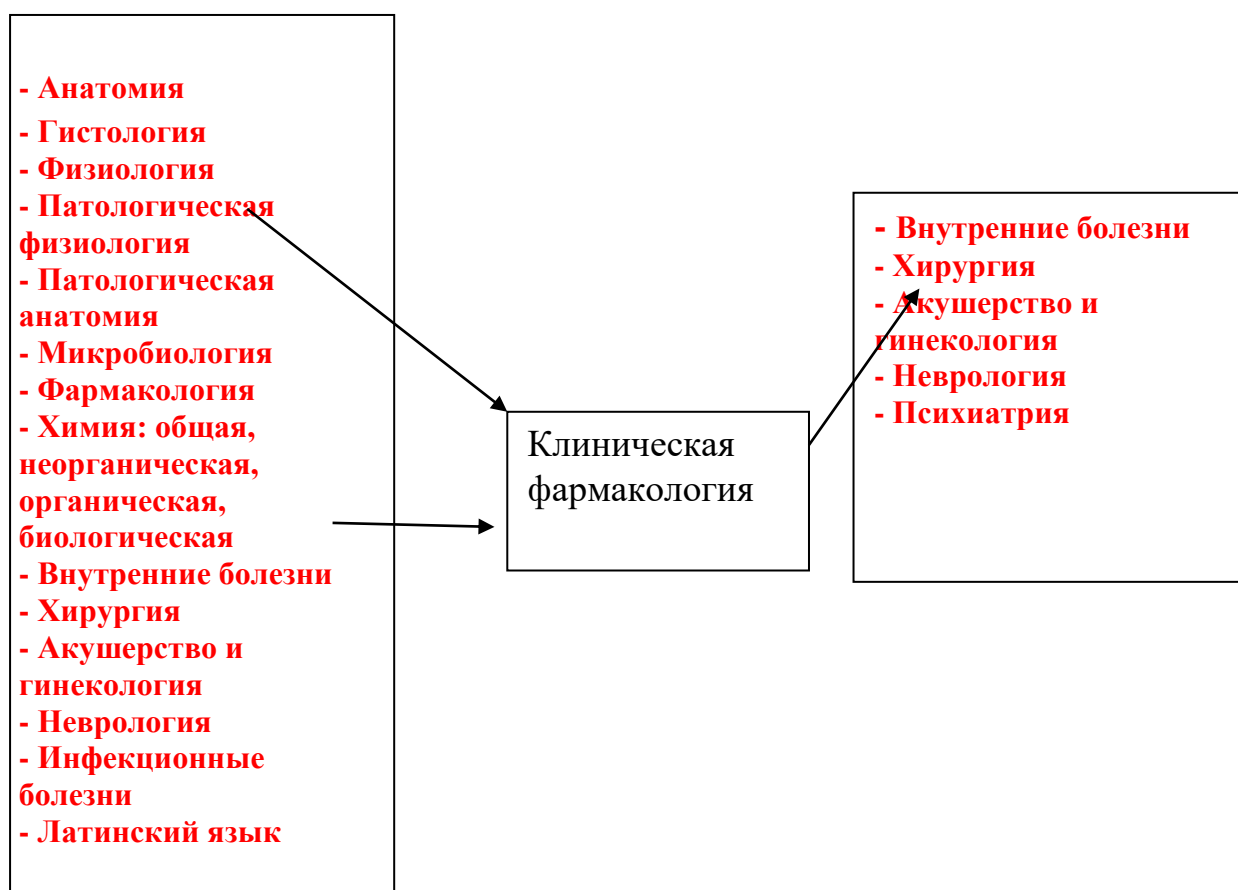 - Анатомия
- Гистология
- Физиология
- Патологическая
физиология
- Патологическая
анатомия
- Микробиология
- Фармакология
- Химия: общая,
неорганическая,
органическая,
биологическая
- Внутренние болезни
- Хирургия
- Акушерство и
гинекология
- Неврология
- Инфекционные
болезни
- Латинский язык
Клиническая
фармакология
- Внутренние болезни
- Хирургия
- Акушерство и
гинекология
- Неврология
- Психиатрия